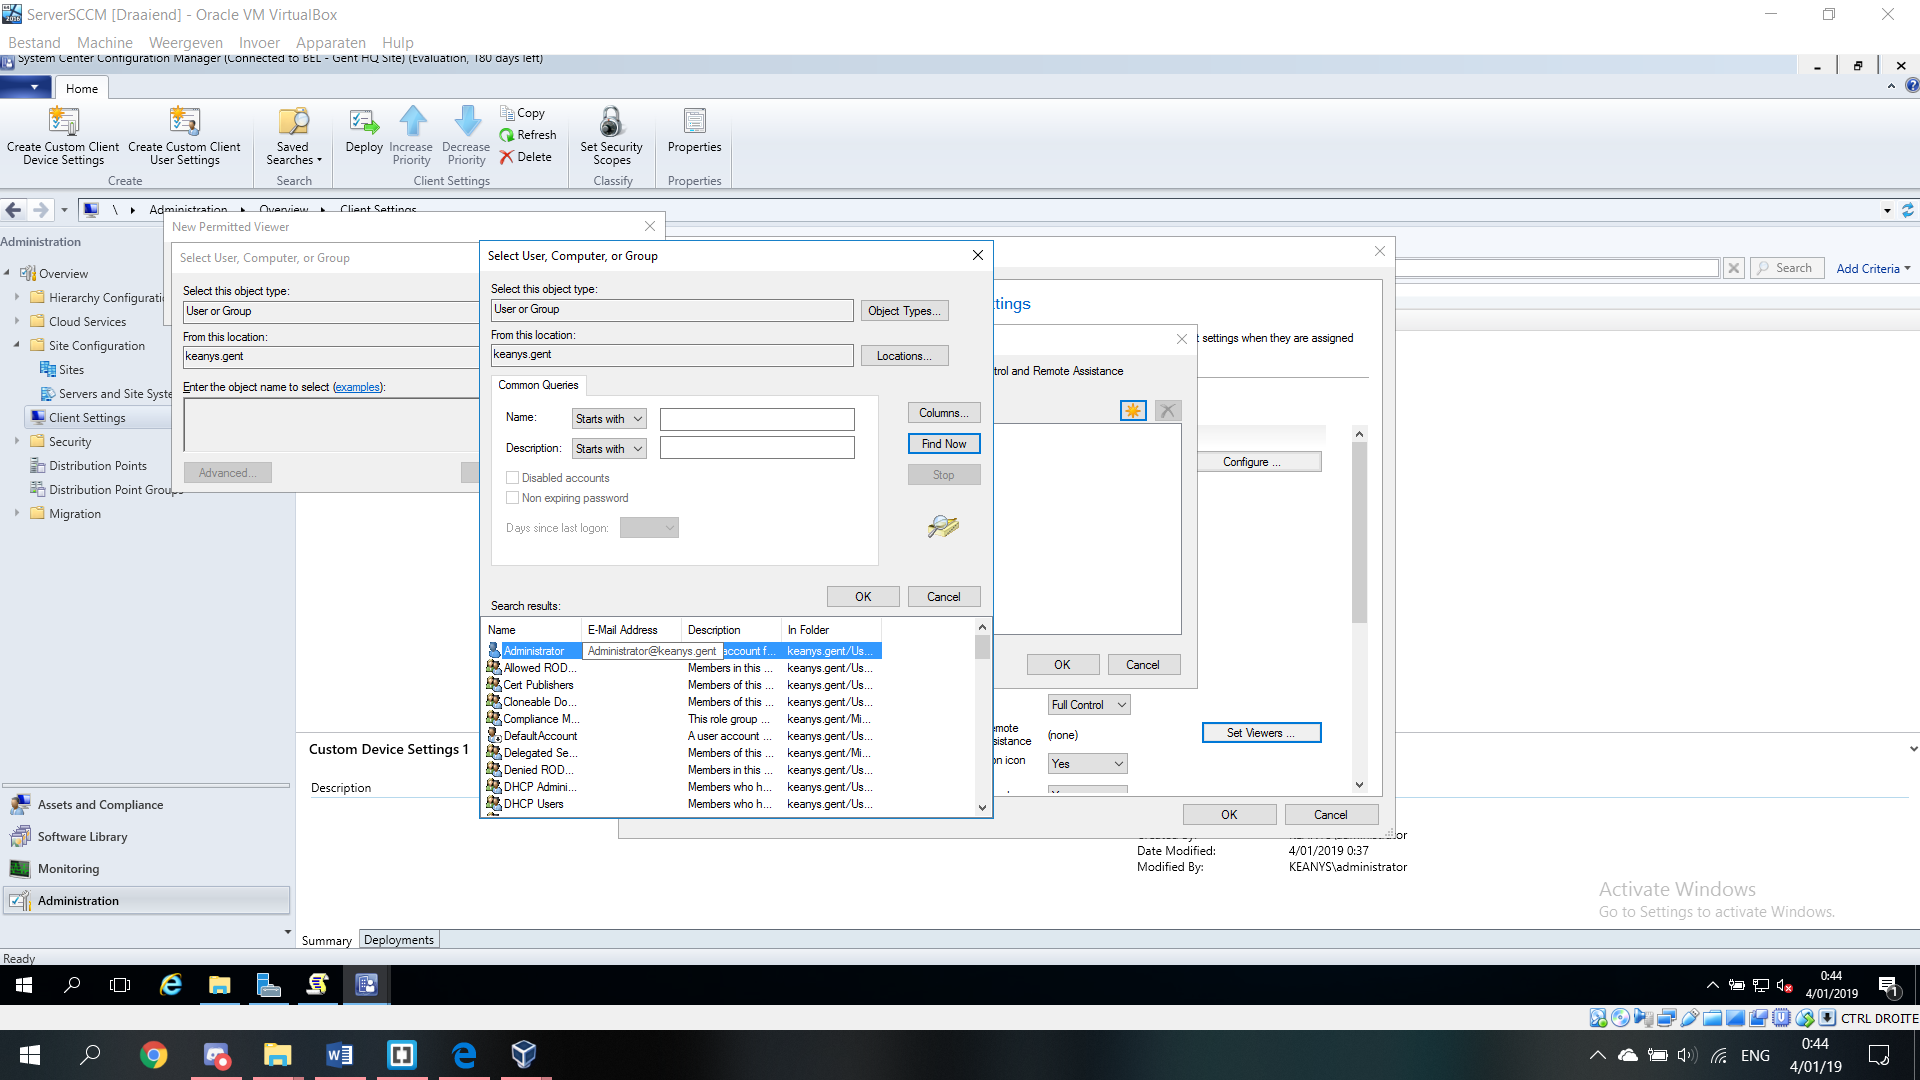 ServerSCCM [Draaiend] - Oracle VM VirtualBox
Bestand Machine Weergeven Invoer Apparaten Hulp
System Center Configuration Manager (Connected to BEL - Gent HQ Site) (Evaluation, 180 days left)
Home
Create Custom Client Device Settings
Create Custom Client User Settings
Saved Searches
Deploy
Increase Priority
Decrease Priority
Copy
Refresh
Delete
Set Security Scopes
Properties
Create
Search
Client Settings
Classify
Properties
\ Administration Overview Client Settings
Administration
Overview
Hierarchy Configurati
Cloud Services
Site Configuration
Sites
Servers and Site Syste
Client Settings
Security
Distribution Points
Distribution Point Groups
Migration
Assets and Compliance
Software Library
Monitoring
Administration
Ready
New Permitted Viewer
Select User, Computer, or Group
Select this object type:
User or Group
From this location:
keanys.gent
Enter the object name to select (examples):
Advanced...
Select User, Computer, or Group
Select this object type:
User or Group
Object Types...
From this location:
keanys.gent
Locations...
Common Queries
Name: Starts with
Description: Starts with
Disabled accounts
Non expiring password
Days since last logon:
Columns...
Find Now
Stop
OK Cancel
Search results:
Name E-Mail Address Description In Folder
Administrator Administrator@keanys.gent account f... keanys.gent/Us...
Allowed ROD... Members in this ... keanys.gent/Us...
Cert Publishers Members of this ... keanys.gent/Us...
Cloneable Do... Members of this ... keanys.gent/Us...
Compliance M... This role group ... keanys.gent/Mi...
DefaultAccount A user account ... keanys.gent/Us...
Delegated Se... Members of this ... keanys.gent/Mi...
Denied ROD... Members in this ... keanys.gent/Us...
DHCP Admini... Members who h... keanys.gent/Us...
DHCP Users Members who h... keanys.gent/Us...
Search
Add Criteria
tings
t settings when they are assigned
trol and Remote Assistance
Configure ...
OK Cancel
Full Control
emote
sistance
(none)
Set Viewers ...
on icon
Yes
OK Cancel
Custom Device Settings 1
Description
Date Modified: 4/01/2019 0:37
Modified By: KEANYS\administrator
Activate Windows
Go to Settings to activate Windows.
Summary Deployments
0:44
4/01/2019
1
CTRL DROITE
ENG
0:44
4/01/19